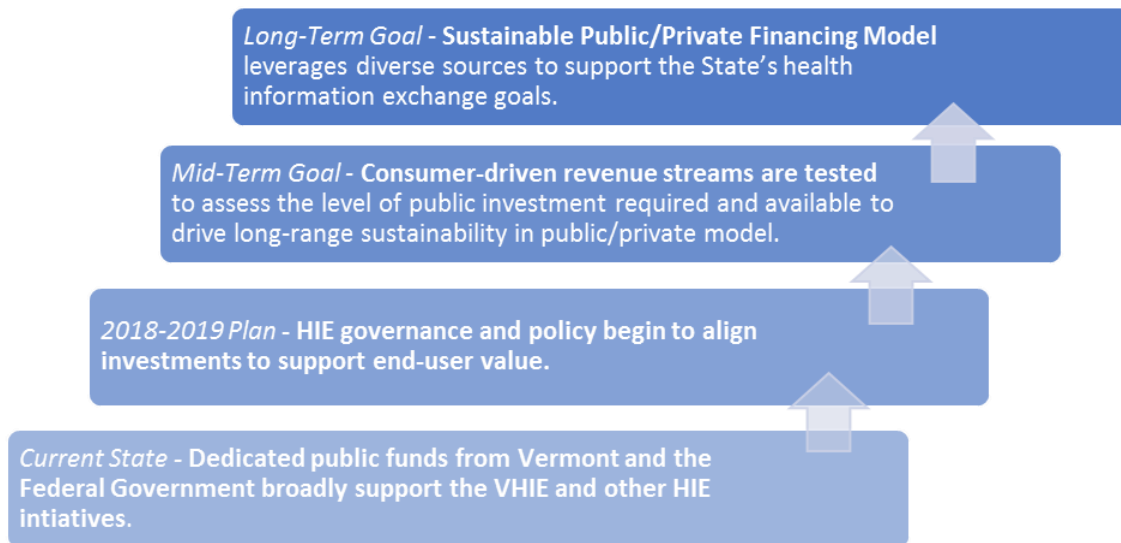 Long-Term Goal - Sustainable Public/Private Financing Model
leverages diverse sources to support the State's health
information exchange goals.
Mid-Term Goal - Consumer-driven revenue streams are tested
to assess the level of public investment required and available to
drive long-range sustainability in public/private model.
2018-2019 Plan - HIE governance and policy begin to align
investments to support end-user value.
Current State - Dedicated public funds from Vermont and the
Federal Government broadly support the VHIE and other HIE
intiatives.